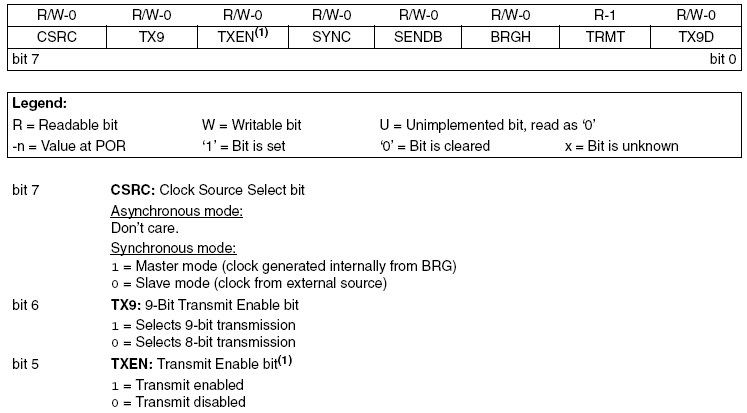 R/W-0 R/W-0 R/W-0 R/W-0 R/W-0 R/W-0 R-1 R/W-0
CSRC TX9 TXEN(1) SYNC SENDB BRGH TRMT TX9D
bit 7 bit 0
Legend:
R = Readable bit W = Writable bit U = Unimplemented bit, read as ‘0’
-n = Value at POR ‘1’ = Bit is set ‘0’ = Bit is cleared x = Bit is unknown
bit 7 CSRC: Clock Source Select bit
Asynchronous mode:
Don’t care.
Synchronous mode:
1 = Master mode (clock generated internally from BRG)
0 = Slave mode (clock from external source)
bit 6 TX9: 9-Bit Transmit Enable bit
1 = Selects 9-bit transmission
0 = Selects 8-bit transmission
bit 5 TXEN: Transmit Enable bit(1)
1 = Transmit enabled
0 = Transmit disabled